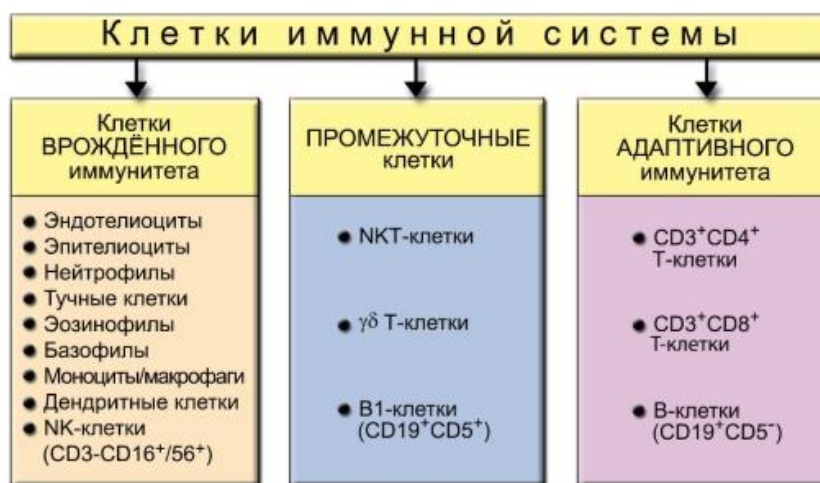 Клетки иммунной системы
Клетки
ВРОЖДЁННОГО
иммунитета
● Эндотелиоциты
● Эпителиоциты
● Нейтрофилы
● Тучные клетки
● Эозинофилы
● Базофилы
● Моноциты/макрофаги
● Дендритные клетки
● NK-клетки
(CD3-CD16⁺/56⁺)
ПРОМЕЖУТОЧНЫЕ
клетки
● NKT-клетки
● γδ Т-клетки
● В1-клетки
(CD19⁺CD5⁺)
Клетки
АДАПТИВНОГО
иммунитета
● CD3⁺CD4⁺
Т-клетки
● CD3⁺CD8⁺
Т-клетки
● В-клетки
(CD19⁺CD5⁻)